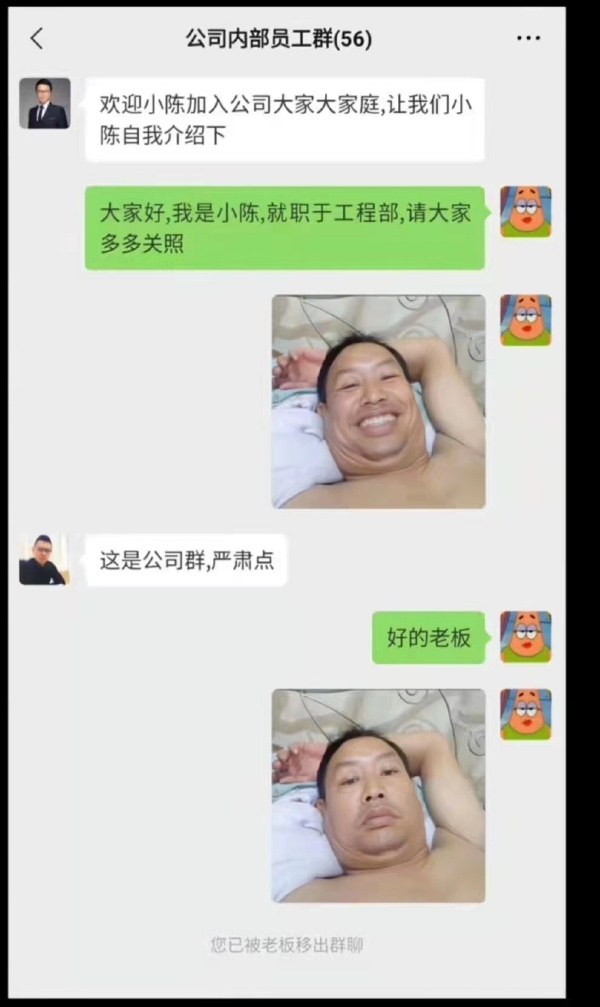 公司内部员工群(56)
欢迎小陈加入公司大家大家庭,让我们小
陈自我介绍下
大家好,我是小陈,就职于工程部,请大家
多多关照
这是公司群,严肃点
好的老板
您已被老板移出群聊